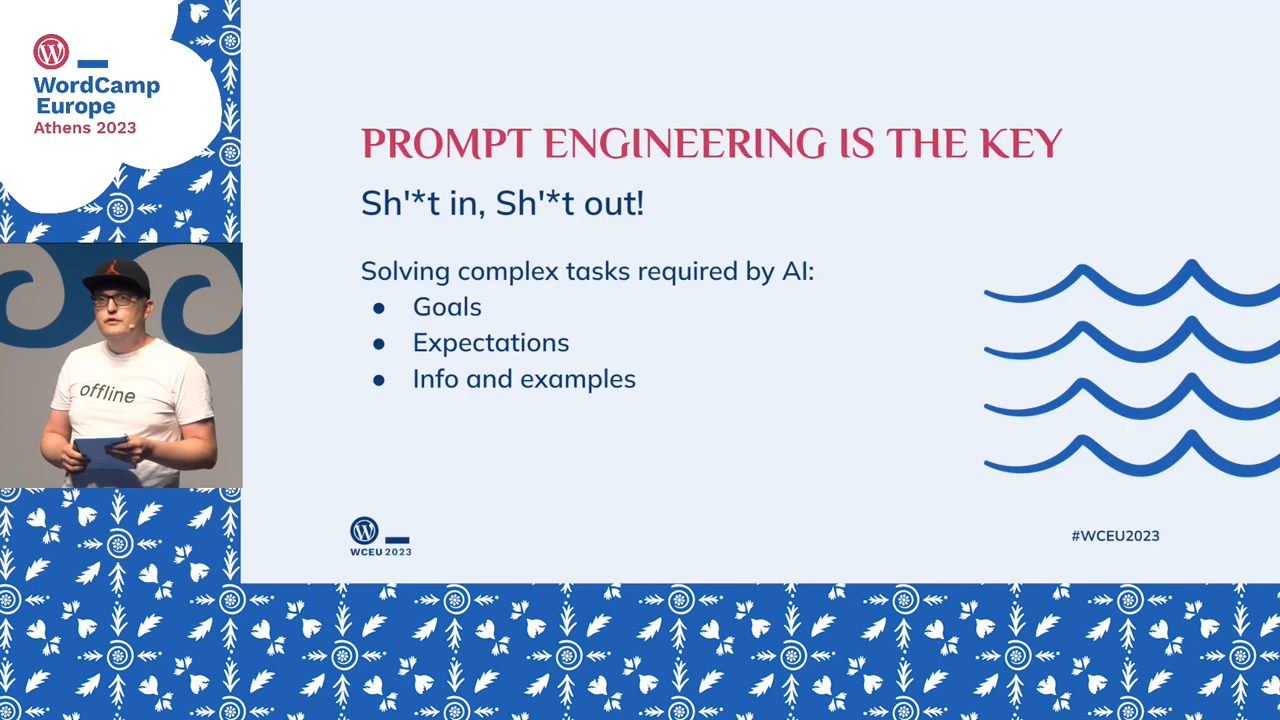 WordCamp
Europe
Athens 2023
offline
PROMPT ENGINEERING IS THE KEY
Sh'*t in, Sh'*t out!
Solving complex tasks required by AI:
● Goals
● Expectations
● Info and examples
WCEU 2023
#WCEU2023